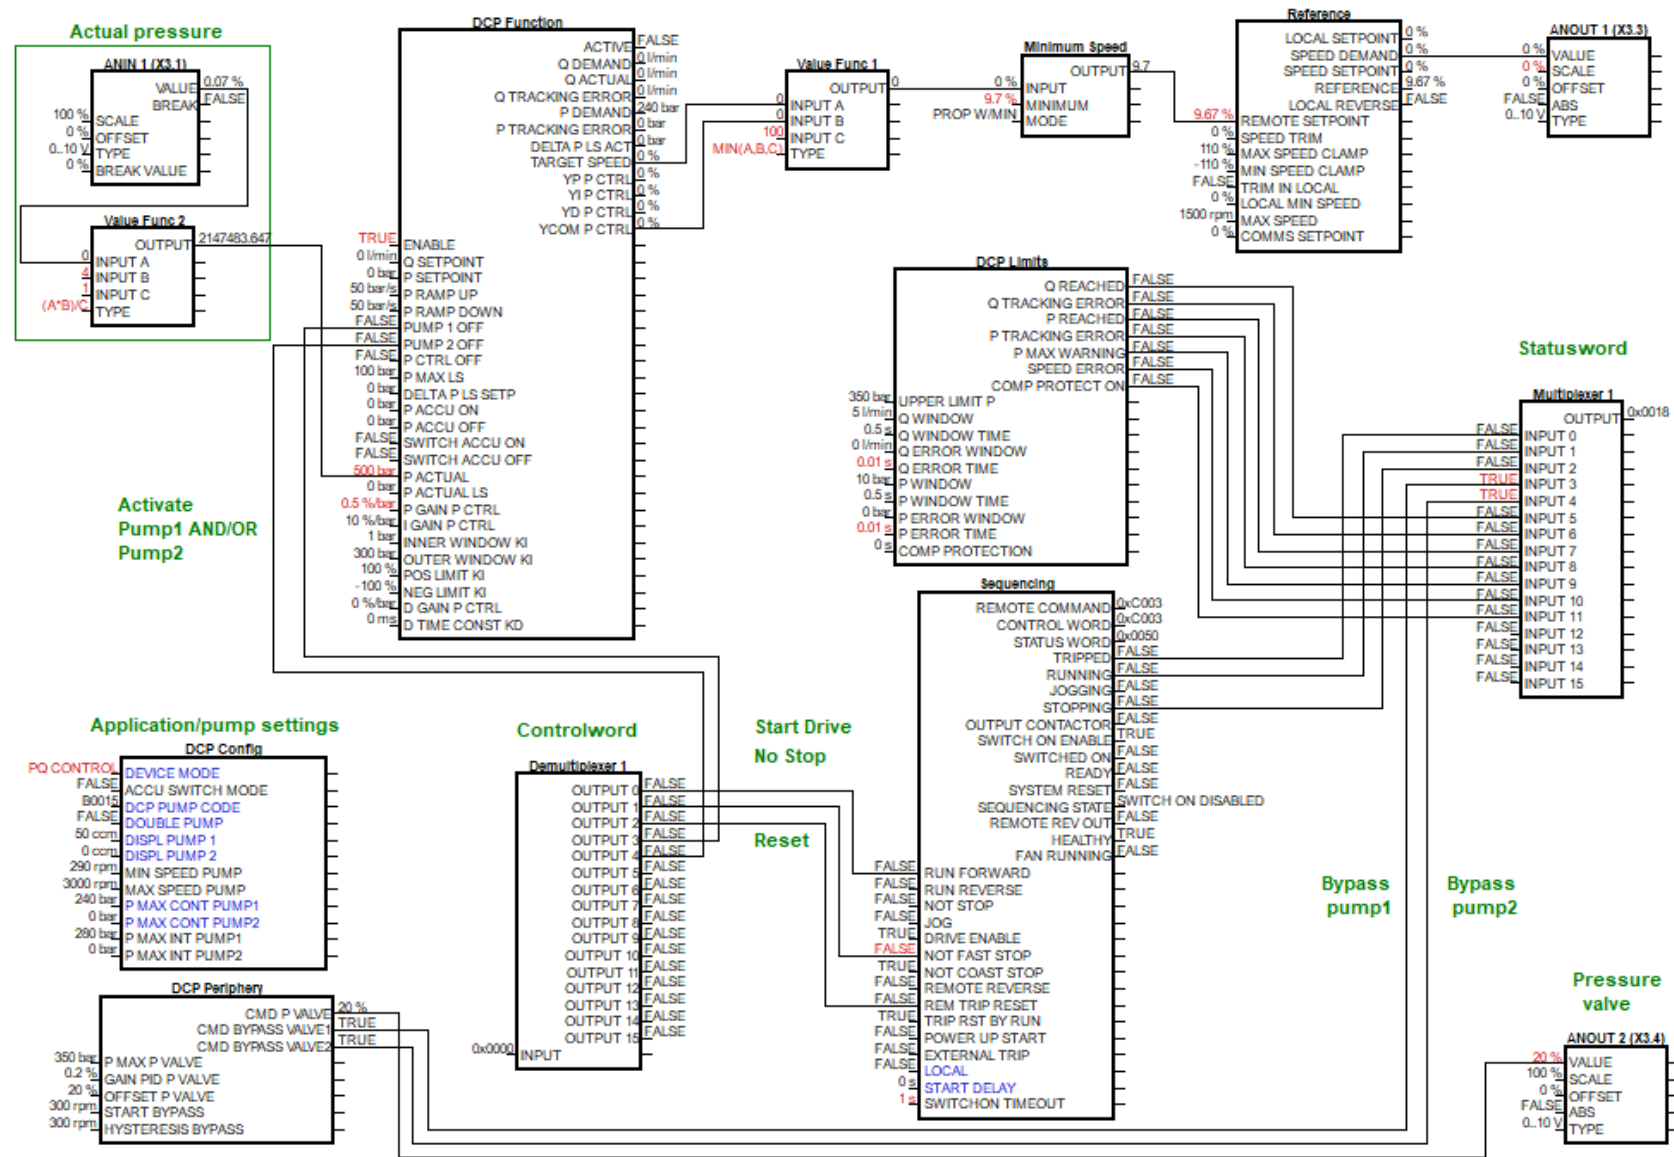 Actual pressure
ANIN 1 (X3.1)
VALUE 0.07 %
BREAK FALSE
100 % SCALE
0 % OFFSET
0..10 V TYPE
0 % BREAK VALUE
Value Func 2
OUTPUT 2147483.647
0 INPUT A
4 INPUT B
1 INPUT C
(A*B)/C TYPE
DCP Function
ACTIVE FALSE
Q DEMAND 0 l/min
Q ACTUAL 0 l/min
Q TRACKING ERROR 0 l/min
P DEMAND 240 bar
P TRACKING ERROR 0 bar
DELTA P LS ACT 0 bar
TARGET SPEED 0 %
YP P CTRL 0 %
YI P CTRL 0 %
YD P CTRL 0 %
YCOM P CTRL 0 %
TRUE ENABLE
0 l/min Q SETPOINT
0 bar P SETPOINT
50 bar/s P RAMP UP
50 bar/s P RAMP DOWN
FALSE PUMP 1 OFF
FALSE PUMP 2 OFF
FALSE P CTRL OFF
100 bar P MAX LS
0 bar DELTA P LS SETP
0 bar P ACCU ON
0 bar P ACCU OFF
FALSE SWITCH ACCU ON
FALSE SWITCH ACCU OFF
500 bar P ACTUAL
0 bar P ACTUAL LS
0.5 %/bar P GAIN P CTRL
10 %/bar I GAIN P CTRL
1 bar INNER WINDOW KI
300 bar OUTER WINDOW KI
100 % POS LIMIT KI
-100 % NEG LIMIT KI
0 %/bar D GAIN P CTRL
0 ms D TIME CONST KD
Value Func 1
OUTPUT 0
0 INPUT A
0 INPUT B
100 INPUT C
MIN(A,B,C) TYPE
Minimum Speed
OUTPUT 9.7
0 % INPUT
9.7 % MINIMUM
PROP W/MIN MODE
Reference
LOCAL SETPOINT 0 %
SPEED DEMAND 0 %
SPEED SETPOINT 0 %
REFERENCE 9.67 %
LOCAL REVERSE FALSE
9.67 % REMOTE SETPOINT
0 % SPEED TRIM
110 % MAX SPEED CLAMP
-110 % MIN SPEED CLAMP
FALSE TRIM IN LOCAL
0 % LOCAL MIN SPEED
1500 rpm MAX SPEED
0 % COMMS SETPOINT
ANOUT 1 (X3.3)
0 % VALUE
0 % SCALE
0 % OFFSET
FALSE ABS
0..10 V TYPE
DCP Limits
Q REACHED FALSE
Q TRACKING ERROR FALSE
P REACHED FALSE
P TRACKING ERROR FALSE
P MAX WARNING FALSE
SPEED ERROR FALSE
COMP PROTECT ON FALSE
350 bar UPPER LIMIT P
5 l/min Q WINDOW
0.5 s Q WINDOW TIME
0 l/min Q ERROR WINDOW
0.01 s Q ERROR TIME
10 bar P WINDOW
0.5 s P WINDOW TIME
0 bar P ERROR WINDOW
0.01 s P ERROR TIME
0 s COMP PROTECTION
Statusword
Multiplexer 1
OUTPUT 0x0018
FALSE INPUT 0
FALSE INPUT 1
FALSE INPUT 2
TRUE INPUT 3
TRUE INPUT 4
FALSE INPUT 5
FALSE INPUT 6
FALSE INPUT 7
FALSE INPUT 8
FALSE INPUT 9
FALSE INPUT 10
FALSE INPUT 11
FALSE INPUT 12
FALSE INPUT 13
FALSE INPUT 14
FALSE INPUT 15
Activate
Pump1 AND/OR
Pump2
Sequencing
REMOTE COMMAND 0xC003
CONTROL WORD 0xC003
STATUS WORD 0x0050
TRIPPED FALSE
RUNNING FALSE
JOGGING FALSE
STOPPING FALSE
OUTPUT CONTACTOR FALSE
SWITCH ON ENABLE TRUE
SWITCHED ON FALSE
READY FALSE
SYSTEM RESET FALSE
SEQUENCING STATE SWITCH ON DISABLED
REMOTE REV OUT FALSE
HEALTHY TRUE
FAN RUNNING FALSE
FALSE RUN FORWARD
FALSE RUN REVERSE
FALSE NOT STOP
FALSE JOG
TRUE DRIVE ENABLE
FALSE NOT FAST STOP
TRUE NOT COAST STOP
FALSE REMOTE REVERSE
FALSE REM TRIP RESET
TRUE TRIP RST BY RUN
FALSE POWER UP START
FALSE EXTERNAL TRIP
FALSE LOCAL
0 s START DELAY
1 s SWITCHON TIMEOUT
Application/pump settings
DCP Config
PQ CONTROL DEVICE MODE
FALSE ACCU SWITCH MODE
B0015 DCP PUMP CODE
FALSE DOUBLE PUMP
50 ccm DISPL PUMP 1
0 ccm DISPL PUMP 2
290 rpm MIN SPEED PUMP
3000 rpm MAX SPEED PUMP
240 bar P MAX CONT PUMP1
0 bar P MAX CONT PUMP2
280 bar P MAX INT PUMP1
0 bar P MAX INT PUMP2
DCP Periphery
CMD P VALVE 20 %
CMD BYPASS VALVE1 TRUE
CMD BYPASS VALVE2 TRUE
350 bar P MAX P VALVE
0.2 % GAIN PID P VALVE
20 % OFFSET P VALVE
300 rpm START BYPASS
300 rpm HYSTERESIS BYPASS
Controlword
Demultiplexer 1
OUTPUT 0 FALSE
OUTPUT 1 FALSE
OUTPUT 2 FALSE
OUTPUT 3 FALSE
OUTPUT 4 FALSE
OUTPUT 5 FALSE
OUTPUT 6 FALSE
OUTPUT 7 FALSE
OUTPUT 8 FALSE
OUTPUT 9 FALSE
OUTPUT 10 FALSE
OUTPUT 11 FALSE
OUTPUT 12 FALSE
OUTPUT 13 FALSE
OUTPUT 14 FALSE
OUTPUT 15 FALSE
0x0000 INPUT
Start Drive
No Stop
Reset
Bypass
pump1
Bypass
pump2
Pressure
valve
ANOUT 2 (X3.4)
20 % VALUE
100 % SCALE
0 % OFFSET
FALSE ABS
0..10 V TYPE